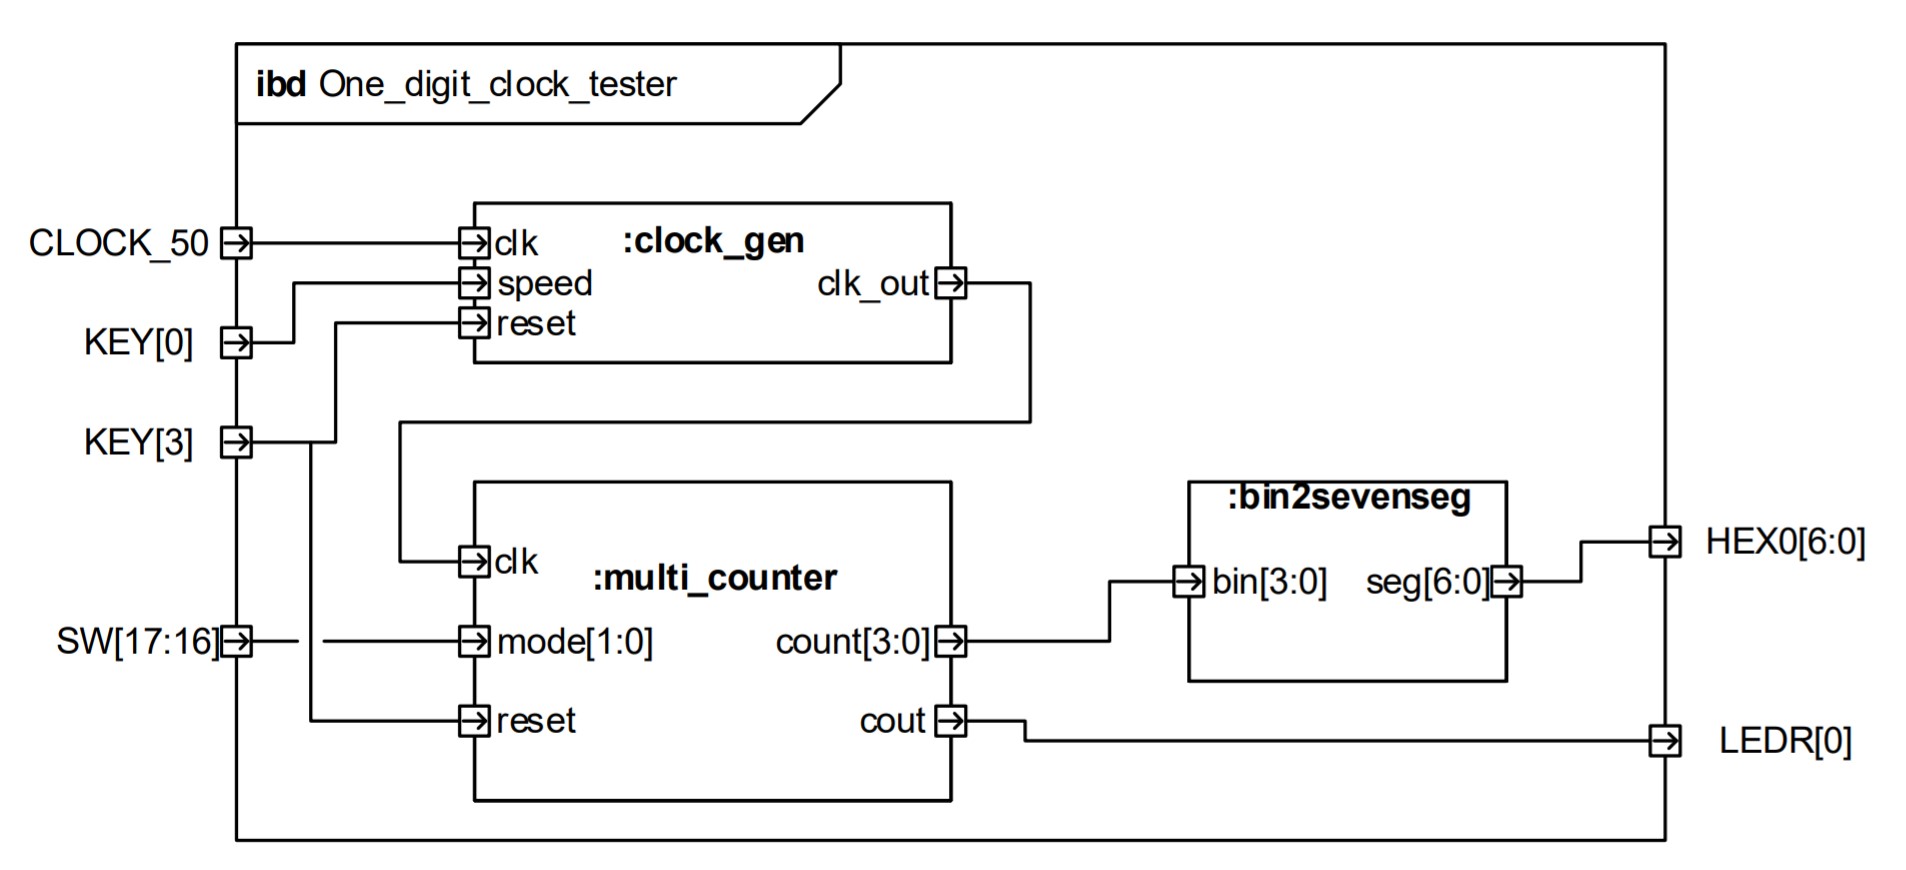 ibd One_digit_clock_tester
CLOCK_50
clk
:clock_gen
speed
clk_out
reset
KEY[0]
KEY[3]
:bin2sevenseg
HEX0[6:0]
clk
:multi_counter
bin[3:0]
seg[6:0]
SW[17:16]
mode[1:0]
count[3:0]
reset
cout
LEDR[0]